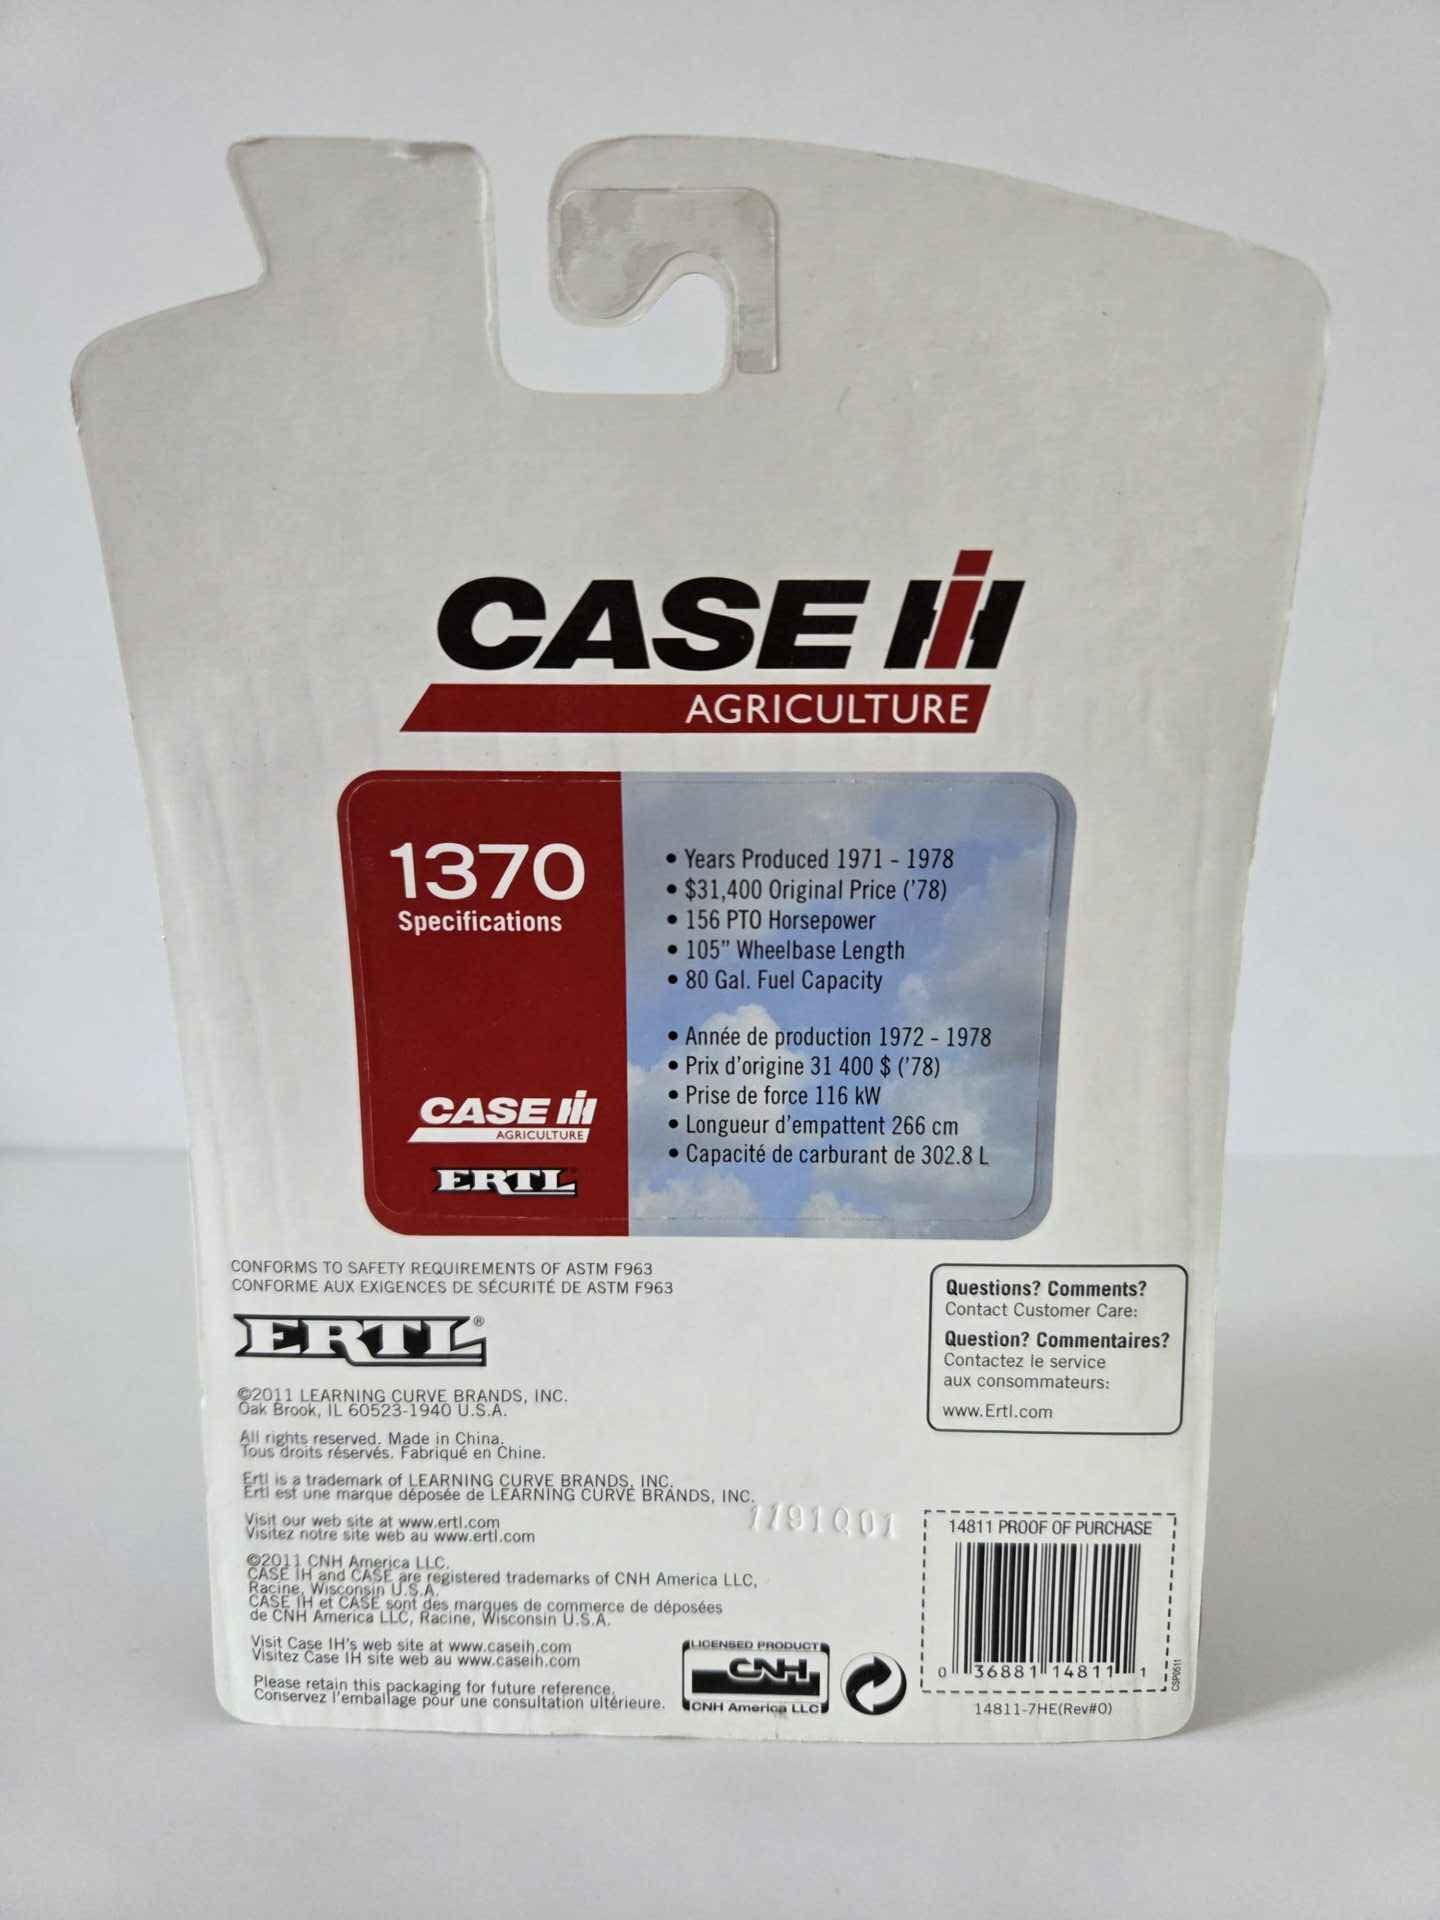 CASE IH
AGRICULTURE
1370
Specifications
• Years Produced 1971 - 1978
• $31,400 Original Price ('78)
• 156 PTO Horsepower
• 105" Wheelbase Length
• 80 Gal. Fuel Capacity
• Année de production 1972 - 1978
• Prix d'origine 31 400 $ ('78)
• Prise de force 116 kW
• Longueur d'empattent 266 cm
• Capacité de carburant de 302.8 L
CASE IH
AGRICULTURE
ERTL
CONFORMS TO SAFETY REQUIREMENTS OF ASTM F963
CONFORME AUX EXIGENCES DE SÉCURITÉ DE ASTM F963
ERTL®
©2011 LEARNING CURVE BRANDS, INC.
Oak Brook, IL 60523-1940 U.S.A.
All rights reserved. Made in China.
Tous droits réservés. Fabriqué en Chine.
Ertl is a trademark of LEARNING CURVE BRANDS, INC.
Ertl est une marque déposée de LEARNING CURVE BRANDS, INC.
Visit our web site at www.ertl.com
Visitez notre site web au www.ertl.com
©2011 CNH America LLC.
CASE IH and CASE are registered trademarks of CNH America LLC,
Racine, Wisconsin U.S.A.
CASE IH et CASE sont des marques de commerce de déposées
de CNH America LLC, Racine, Wisconsin U.S.A.
Visit Case IH's web site at www.caseih.com
Visitez Case IH site web au www.caseih.com
Please retain this packaging for future reference.
Conservez l'emballage pour une consultation ultérieure.
LICENSED PRODUCT
CNH
CNH America LLC
Questions? Comments?
Contact Customer Care:
Question? Commentaires?
Contactez le service
aux consommateurs:
www.Ertl.com
1191Q01
14811 PROOF OF PURCHASE
0 36881 14811 1
CSP0511
14811-7HE(Rev#0)